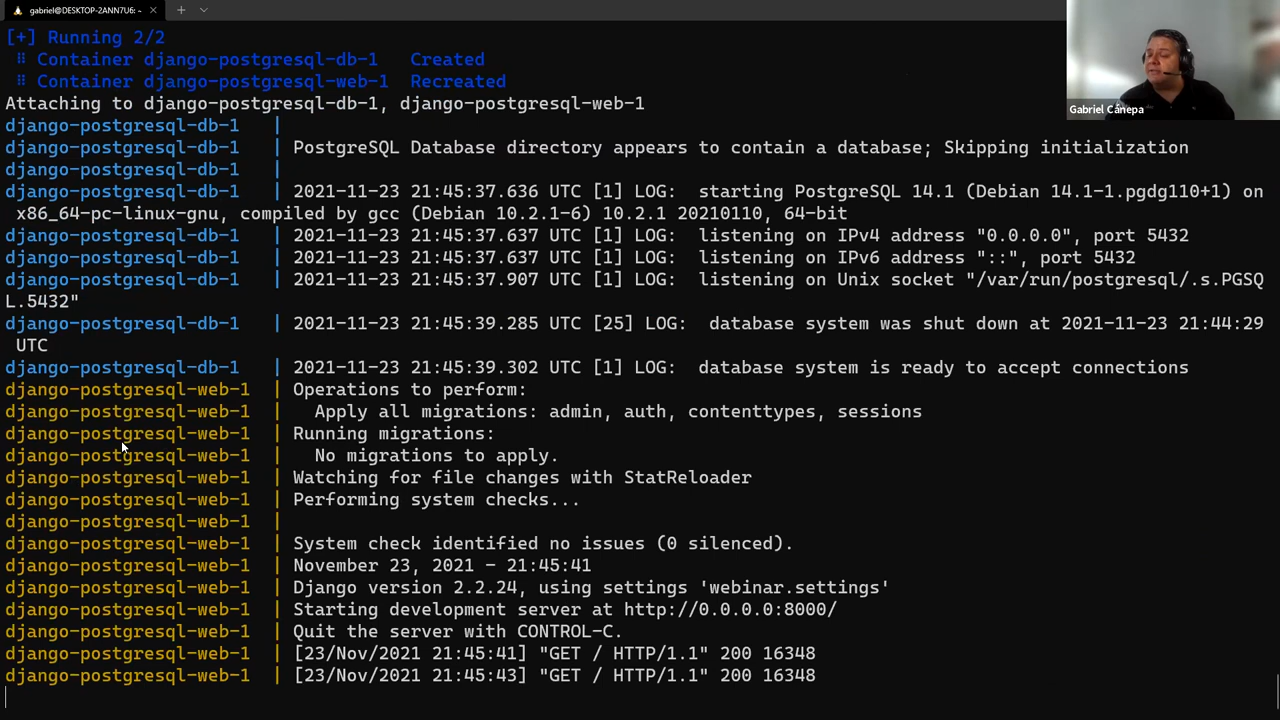 gabriel@DESKTOP-2ANN7U6: ~
[+] Running 2/2
Container django-postgresql-db-1 Created
Container django-postgresql-web-1 Recreated
Attaching to django-postgresql-db-1, django-postgresql-web-1
django-postgresql-db-1 |
django-postgresql-db-1 | PostgreSQL Database directory appears to contain a database; Skipping initialization
django-postgresql-db-1 |
django-postgresql-db-1 | 2021-11-23 21:45:37.636 UTC [1] LOG: starting PostgreSQL 14.1 (Debian 14.1-1.pgdg110+1) on
x86_64-pc-linux-gnu, compiled by gcc (Debian 10.2.1-6) 10.2.1 20210110, 64-bit
django-postgresql-db-1 | 2021-11-23 21:45:37.637 UTC [1] LOG: listening on IPv4 address "0.0.0.0", port 5432
django-postgresql-db-1 | 2021-11-23 21:45:37.637 UTC [1] LOG: listening on IPv6 address "::", port 5432
django-postgresql-db-1 | 2021-11-23 21:45:37.907 UTC [1] LOG: listening on Unix socket "/var/run/postgresql/.s.PGSQ
L.5432"
django-postgresql-db-1 | 2021-11-23 21:45:39.285 UTC [25] LOG: database system was shut down at 2021-11-23 21:44:29
UTC
django-postgresql-db-1 | 2021-11-23 21:45:39.302 UTC [1] LOG: database system is ready to accept connections
django-postgresql-web-1 | Operations to perform:
django-postgresql-web-1 | Apply all migrations: admin, auth, contenttypes, sessions
django-postgresql-web-1 | Running migrations:
django-postgresql-web-1 | No migrations to apply.
django-postgresql-web-1 | Watching for file changes with StatReloader
django-postgresql-web-1 | Performing system checks...
django-postgresql-web-1 |
django-postgresql-web-1 | System check identified no issues (0 silenced).
django-postgresql-web-1 | November 23, 2021 - 21:45:41
django-postgresql-web-1 | Django version 2.2.24, using settings 'webinar.settings'
django-postgresql-web-1 | Starting development server at http://0.0.0.0:8000/
django-postgresql-web-1 | Quit the server with CONTROL-C.
django-postgresql-web-1 | [23/Nov/2021 21:45:41] "GET / HTTP/1.1" 200 16348
django-postgresql-web-1 | [23/Nov/2021 21:45:43] "GET / HTTP/1.1" 200 16348
Gabriel Cánepa